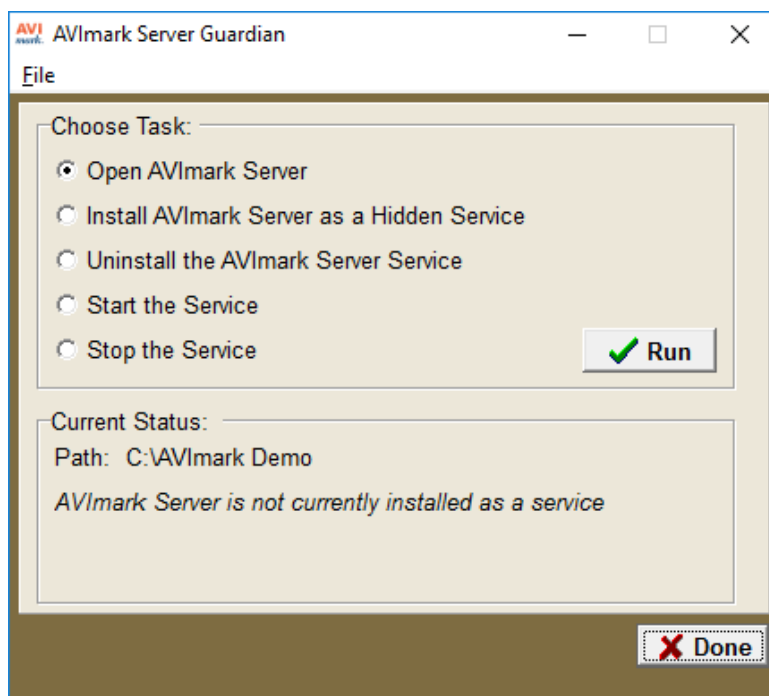 AVI mark. AVImark Server Guardian
File
Choose Task:
Open AVImark Server
Install AVImark Server as a Hidden Service
Uninstall the AVImark Server Service
Start the Service
Stop the Service
Run
Current Status:
Path: C:\AVImark Demo
AVImark Server is not currently installed as a service
Done